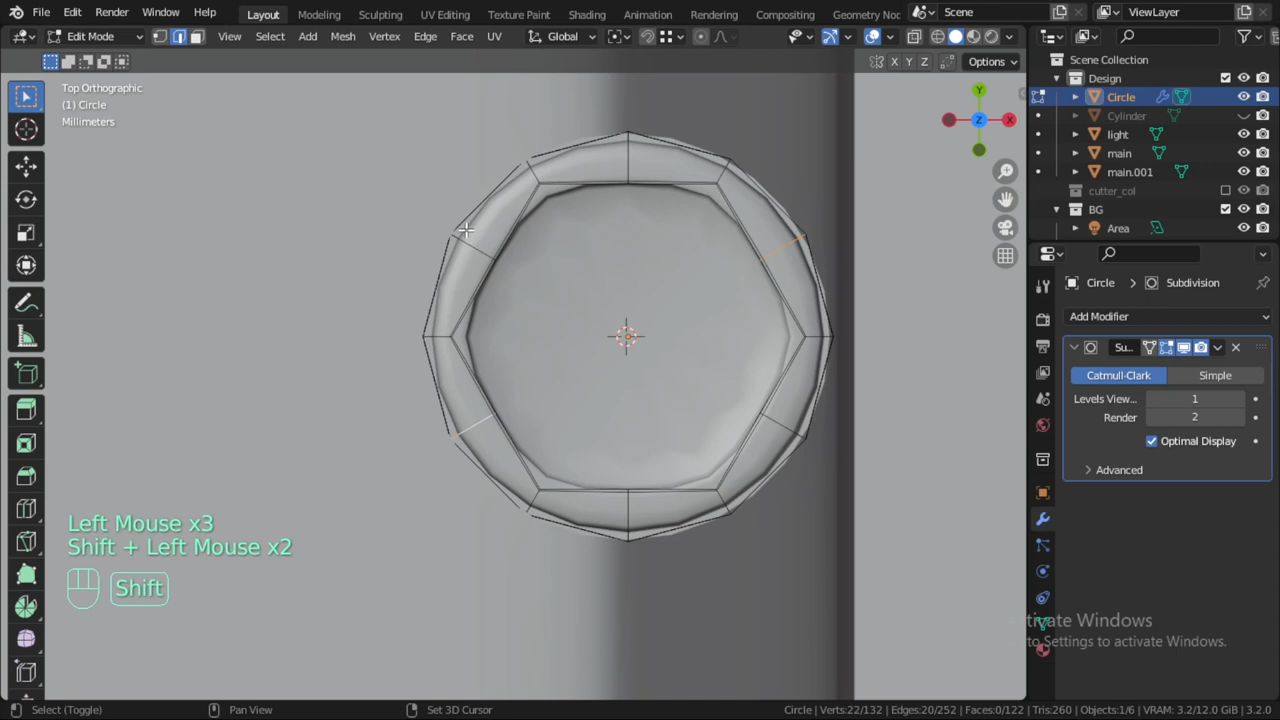 File Edit Render Window Help Layout Modeling Sculpting UV Editing Texture Paint Shading Animation Rendering Compositing Geometry Noc Scene ViewLayer
Edit Mode View Select Add Mesh Vertex Edge Face UV Global
X Y Z Options
Scene Collection
Design
Circle
Cylinder
light
main
main.001
cutter_col
BG
Area
Top Orthographic
(1) Circle
Millimeters
Y
Z X
Circle Subdivision
Add Modifier
Su...
Catmull-Clark Simple
Levels View... 1
Render 2
Optimal Display
Advanced
Left Mouse x3
Shift + Left Mouse x2
Shift
Activate Windows
to Settings to activate Windows.
Select (Toggle) Pan View Set 3D Cursor Circle | Verts:22/132 | Edges:20/252 | Faces:0/122 | Tris:260 | Objects:1/6 | VRAM: 3.2/12.0 GiB | 3.2.0